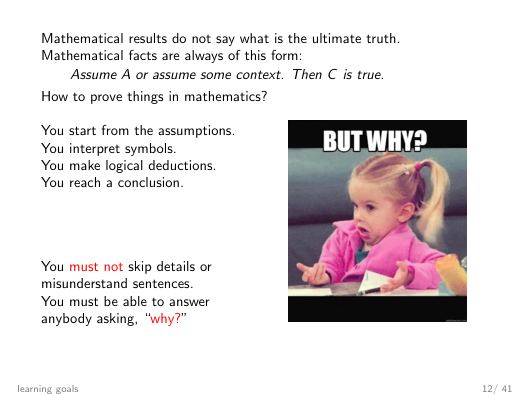 Mathematical results do not say what is the ultimate truth.
Mathematical facts are always of this form:
Assume A or assume some context. Then C is true.
How to prove things in mathematics?
You start from the assumptions.
You interpret symbols.
You make logical deductions.
You reach a conclusion.
BUT WHY?
You must not skip details or
misunderstand sentences.
You must be able to answer
anybody asking, “why?”
learning goals
12/ 41